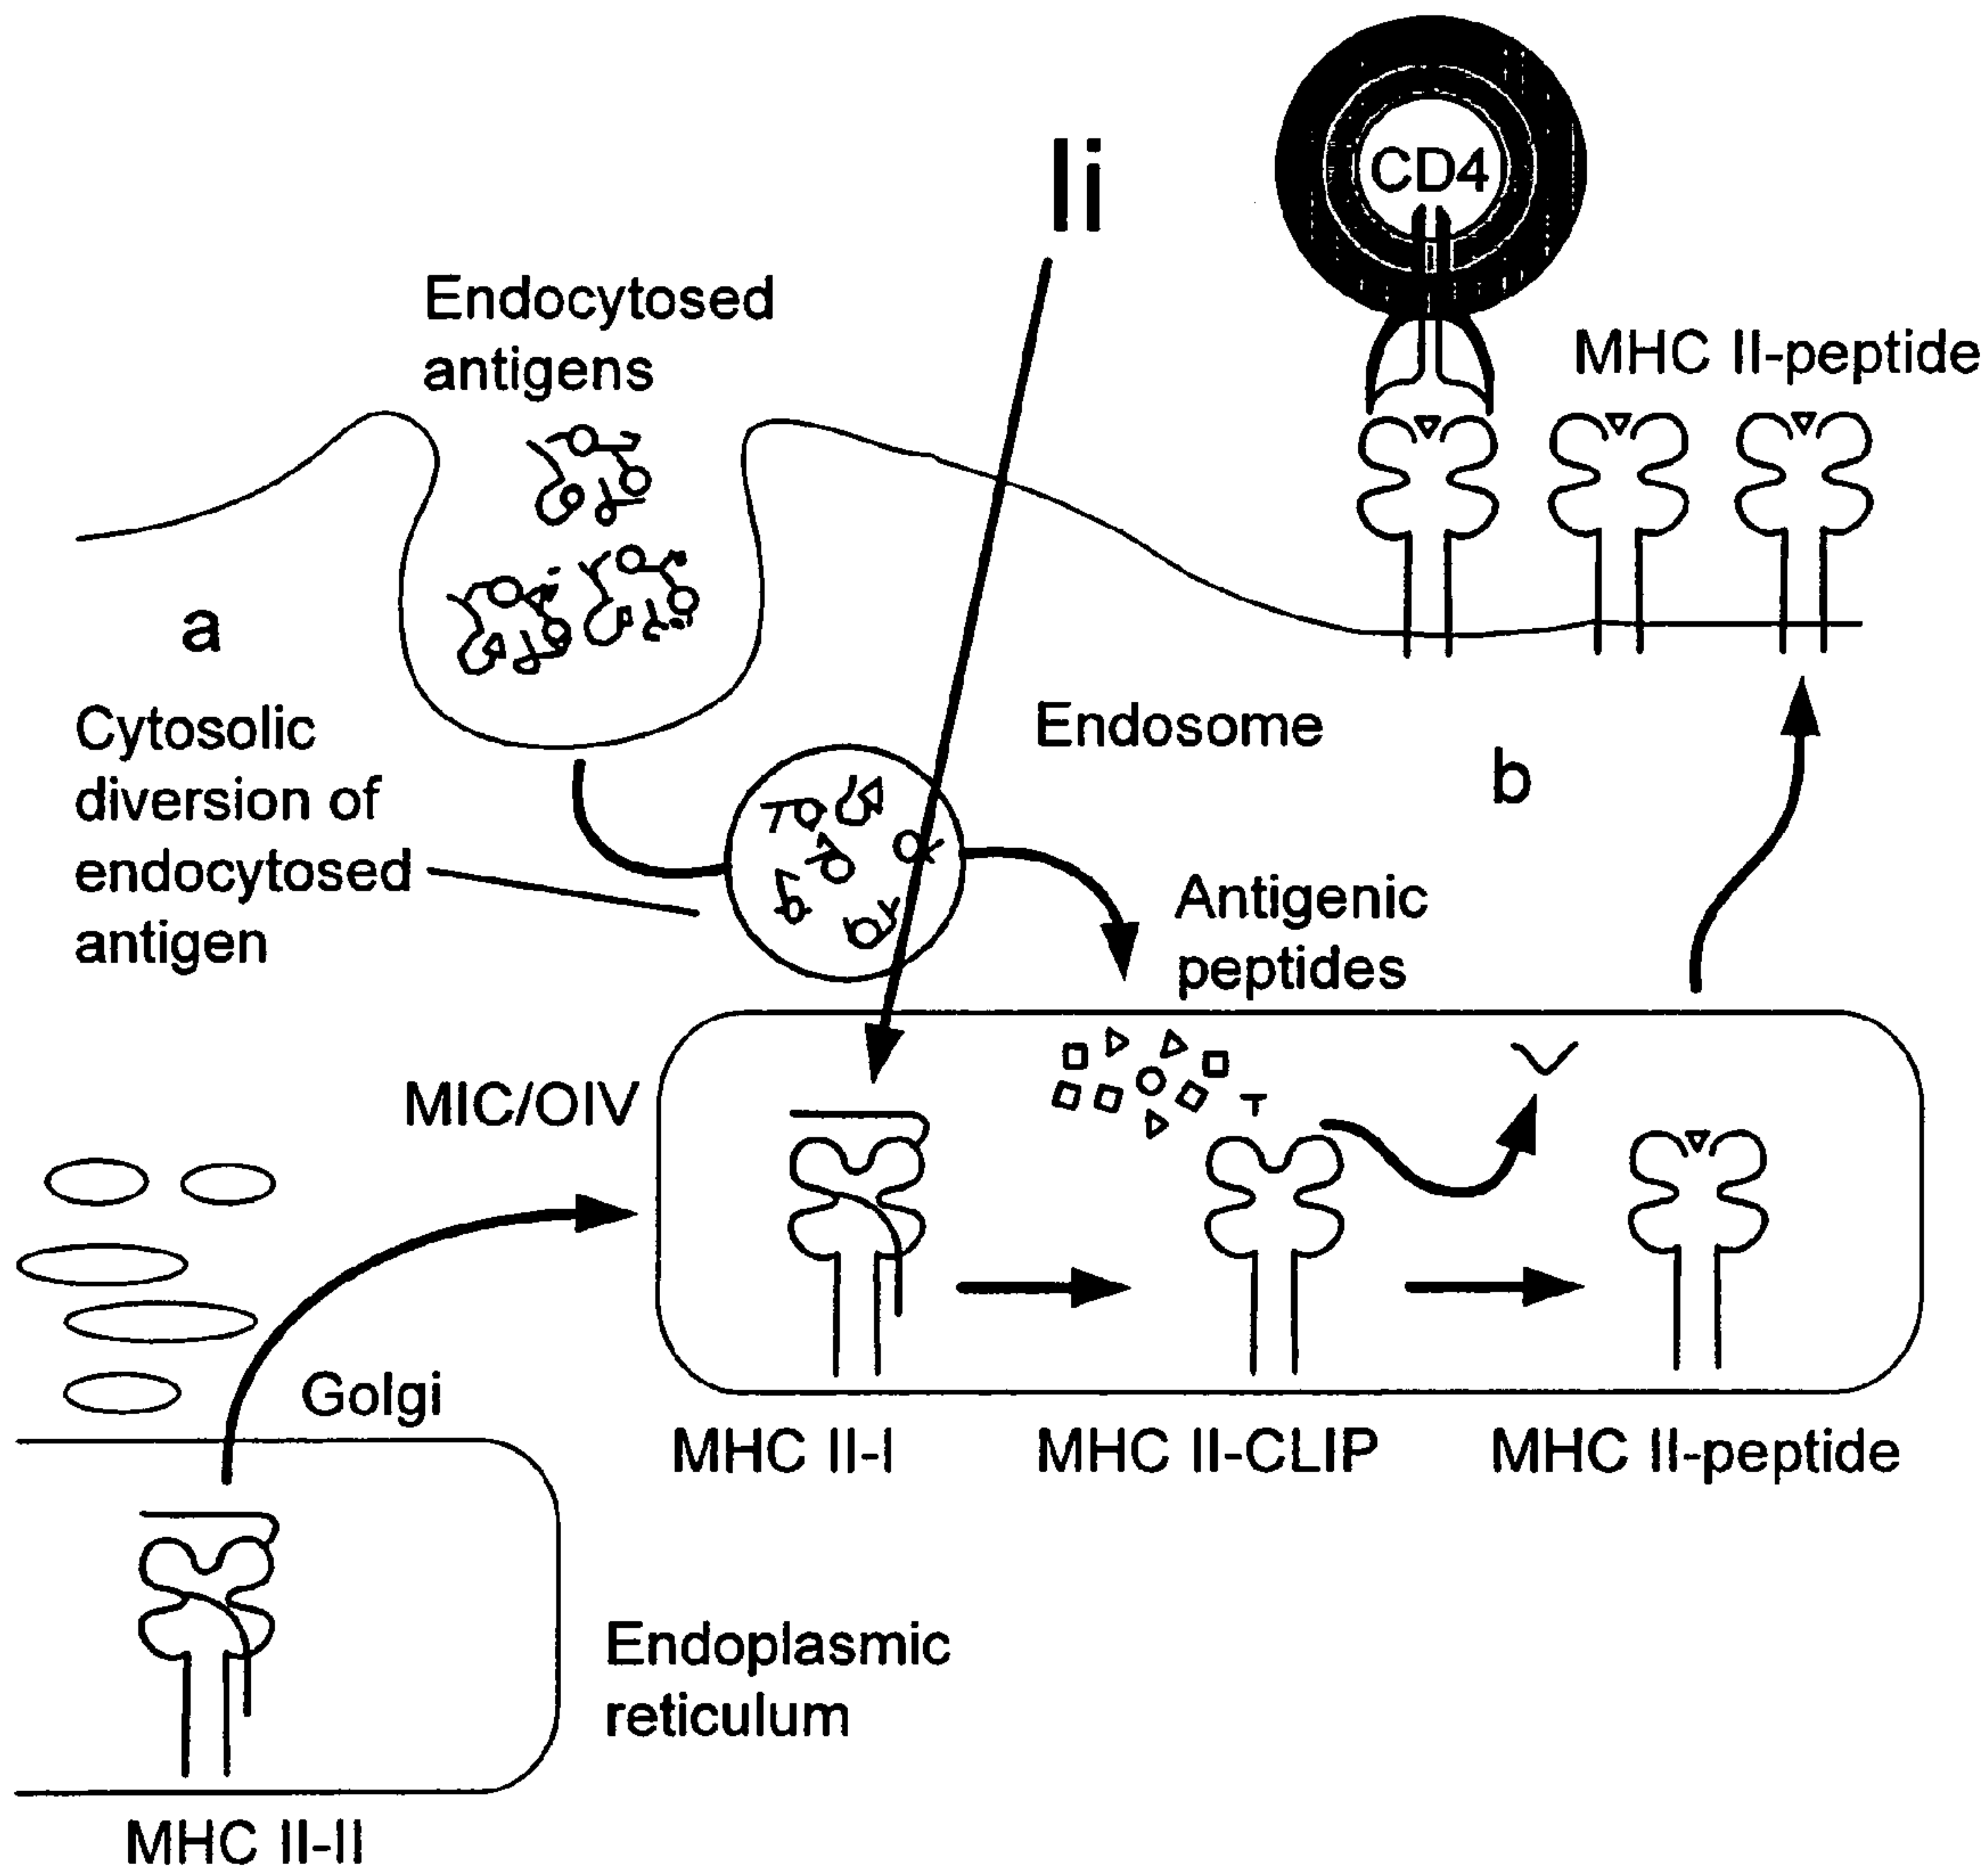 Ii
CD4
Endocytosed
antigens
MHC II-peptide
a
Cytosolic
diversion of
endocytosed
antigen
Endosome
b
Antigenic
peptides
MIC/OIV
Golgi
MHC II-I
MHC II-CLIP
MHC II-peptide
Endoplasmic
reticulum
MHC II-II